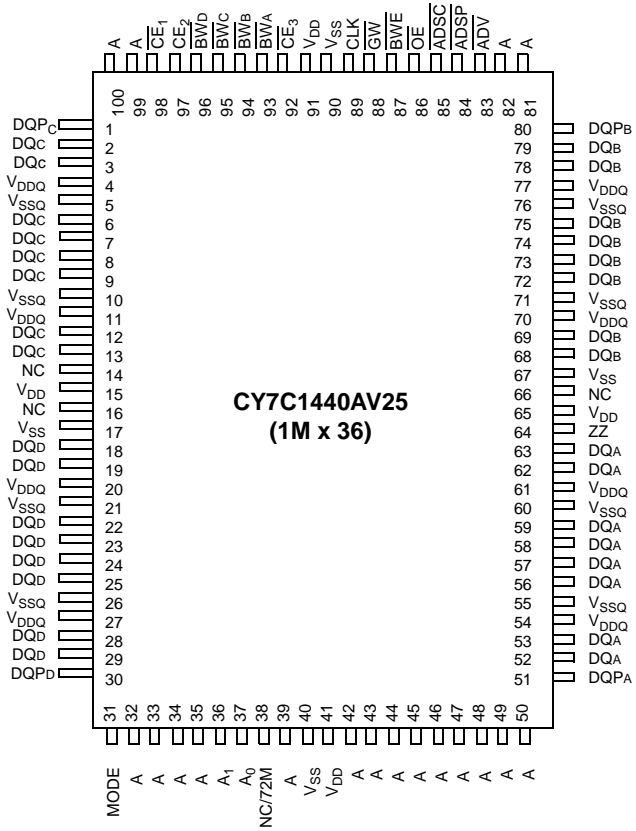 A
A
CE1
CE2
BWD
BWC
BWB
BWA
CE3
VDD
VSS
CLK
GW
BWE
OE
ADSC
ADSP
ADV
A
A
100
99
98
97
96
95
94
93
92
91
90
89
88
87
86
85
84
83
82
81
DQPC 1
DQC 2
DQC 3
VDDQ 4
VSSQ 5
DQC 6
DQC 7
DQC 8
DQC 9
VSSQ 10
VDDQ 11
DQC 12
DQC 13
NC 14
VDD 15
NC 16
VSS 17
DQD 18
DQD 19
VDDQ 20
VSSQ 21
DQD 22
DQD 23
DQD 24
DQD 25
VSSQ 26
VDDQ 27
DQD 28
DQD 29
DQPD 30
CY7C1440AV25
(1M x 36)
80 DQPB
79 DQB
78 DQB
77 VDDQ
76 VSSQ
75 DQB
74 DQB
73 DQB
72 DQB
71 VSSQ
70 VDDQ
69 DQB
68 DQB
67 VSS
66 NC
65 VDD
64 ZZ
63 DQA
62 DQA
61 VDDQ
60 VSSQ
59 DQA
58 DQA
57 DQA
56 DQA
55 VSSQ
54 VDDQ
53 DQA
52 DQA
51 DQPA
31
32
33
34
35
36
37
38
39
40
41
42
43
44
45
46
47
48
49
50
MODE
A
A
A
A
A1
A0
NC/72M
A
VSS
VDD
A
A
A
A
A
A
A
A
A